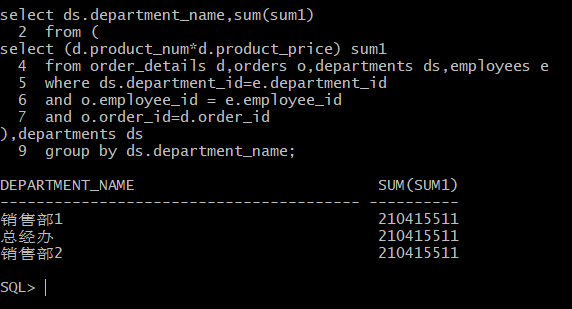 select ds.department_name,sum(sum1)
2 from (
select (d.product_num*d.product_price) sum1
4 from order_details d,orders o,departments ds,employees e
5 where ds.department_id=e.department_id
6 and o.employee_id = e.employee_id
7 and o.order_id=d.order_id
),departments ds
9 group by ds.department_name;
DEPARTMENT_NAME SUM(SUM1)
---------------------------------------- ----------
销售部1 210415511
总经办 210415511
销售部2 210415511
SQL>